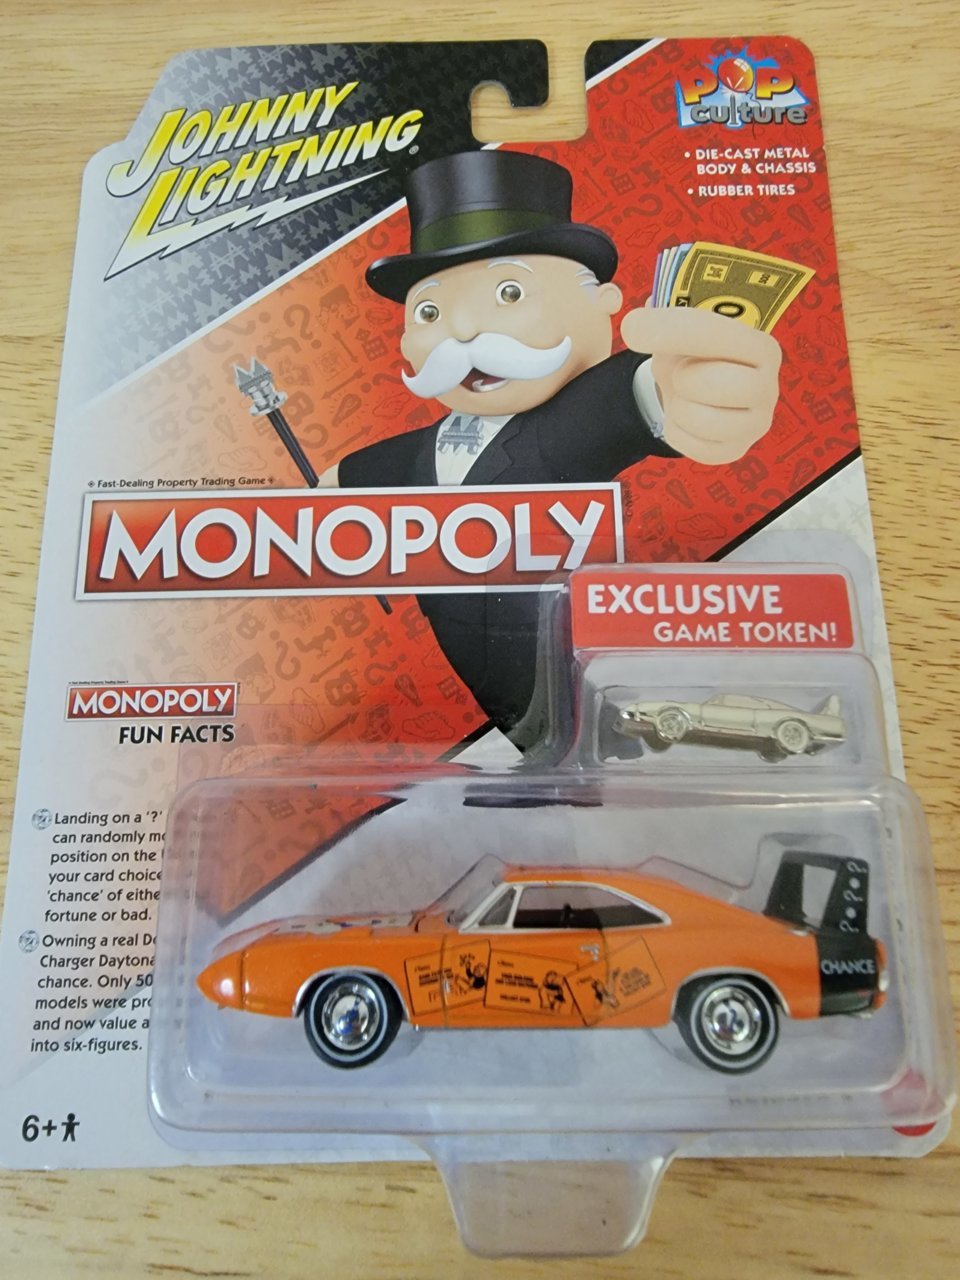 JOHNNY
LIGHTNING®
POP
culture
• DIE-CAST METAL
BODY & CHASSIS
• RUBBER TIRES
Fast-Dealing Property Trading Game
MONOPOLY
EXCLUSIVE
GAME TOKEN!
MONOPOLY
FUN FACTS
Landing on a '?'
can randomly
position on the
your card choice
'chance' of
fortune or bad.
Owning a real
Charger Daytona
chance. Only
models were
and now value
into six-figures.
? ? ?
CHANCE
6+